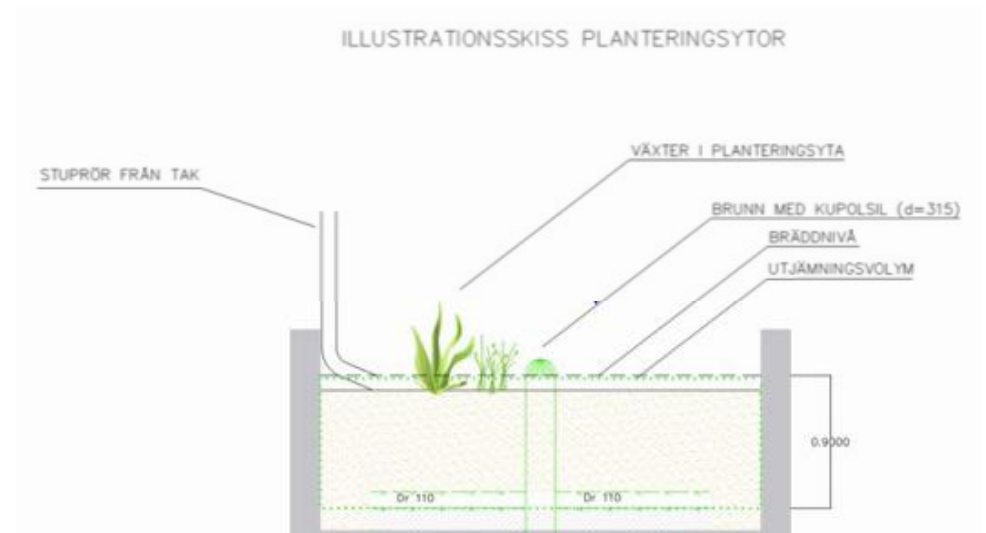 ILLUSTRATIONSSKISS PLANTERINGSYTOR
VÄXTER I PLANTERINGSYTA
STUPRÖR FRÅN TAK
BRUNN MED KUPOLSIL (d=315)
BRÄDDNIVÅ
UTJÄMNINGSVOLYM
0.9000
Dr 110
Dr 110